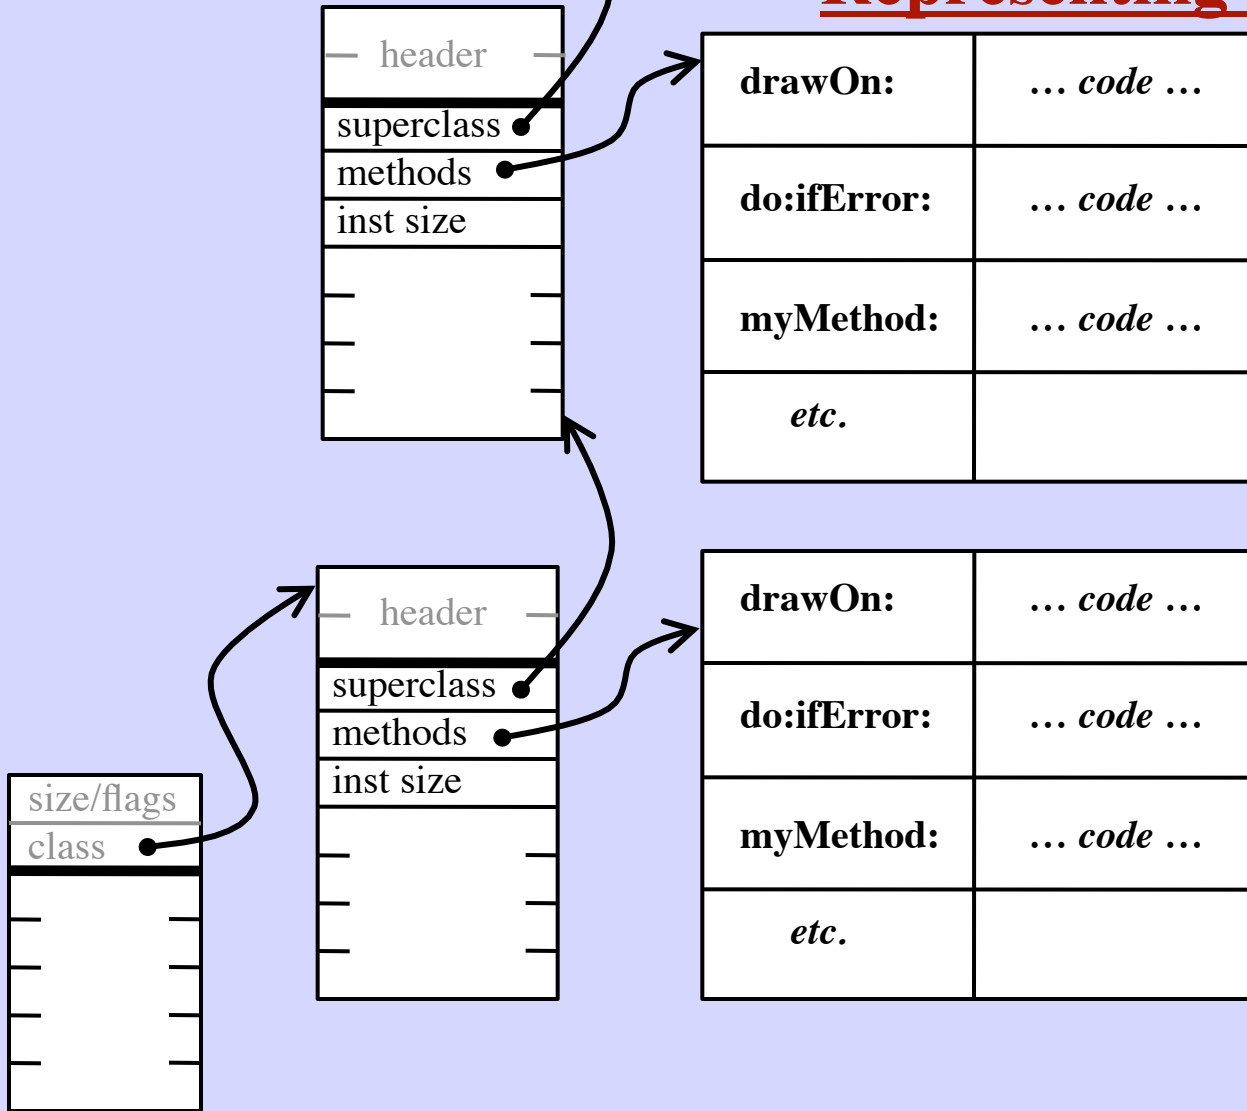 Representing
header
superclass
methods
inst size
drawOn: … code …
do:ifError: … code …
myMethod: … code …
etc.
header
superclass
methods
inst size
drawOn: … code …
do:ifError: … code …
myMethod: … code …
etc.
size/flags
class